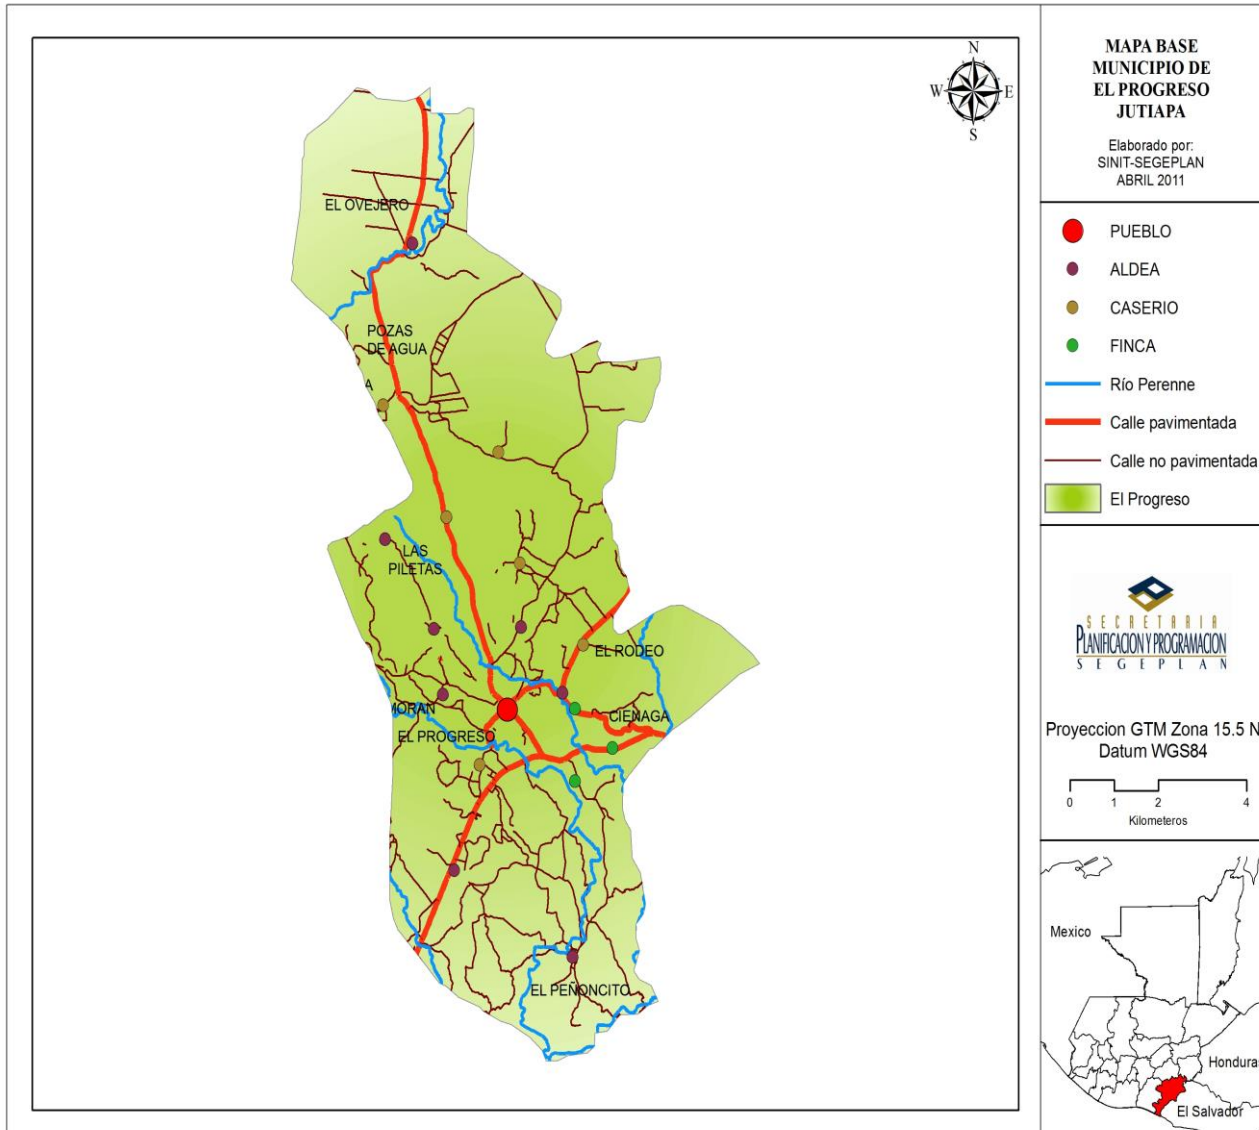 MAPA BASE
MUNICIPIO DE
EL PROGRESO
JUTIAPA
Elaborado por:
SINIT-SEGEPLAN
ABRIL 2011
N
W
E
S
PUEBLO
ALDEA
CASERIO
FINCA
Río Perenne
Calle pavimentada
Calle no pavimentada
El Progreso
SECRETARIA
PLANIFICACION Y PROGRAMACION
SEGEPLAN
Proyeccion GTM Zona 15.5 N
Datum WGS84
0 1 2 4
Kilometeros
Mexico
Honduras
El Salvador
EL OVEJERO
POZAS
DE AGUA
A
LAS
PILETAS
EL RODEO
MORAN
CIENAGA
EL PROGRESO
EL PEÑONCITO